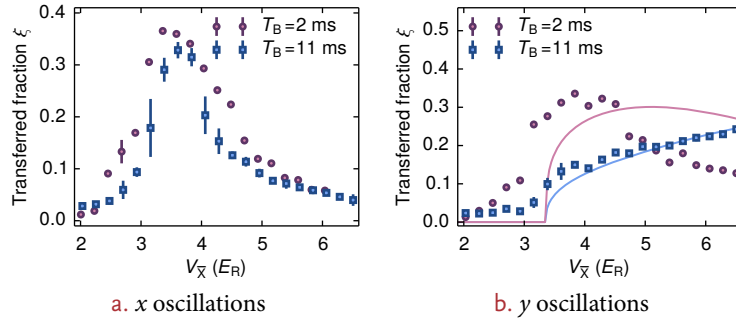 0.4
0.3
0.2
0.1
0.0
Transferred fraction ξ
T_B=2 ms
T_B=11 ms
2 3 4 5 6
V_X̅ (E_R)
a. x oscillations
0.5
0.4
0.3
0.2
0.1
0.0
Transferred fraction ξ
T_B=2 ms
T_B=11 ms
2 3 4 5 6
V_X̅ (E_R)
b. y oscillations